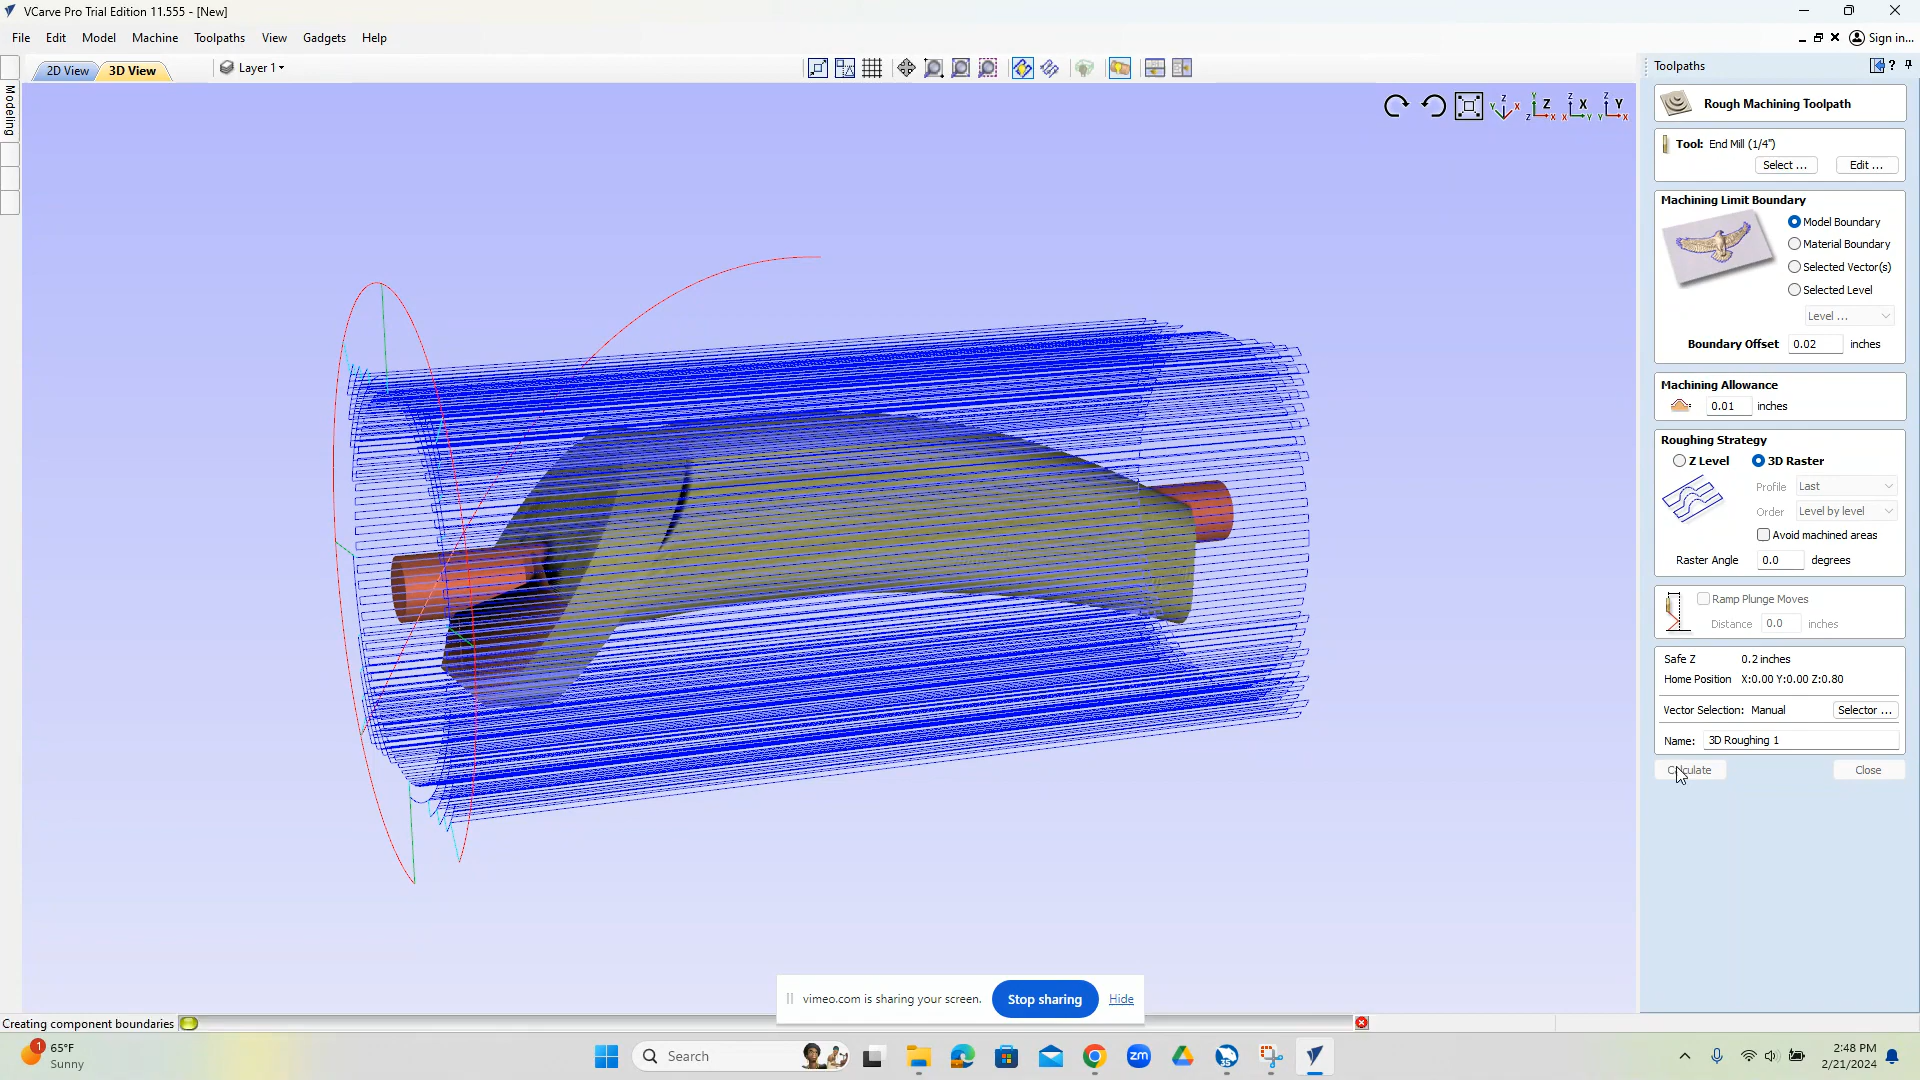 VCarve Pro Trial Edition 11.555 - [New]
File Edit Model Machine Toolpaths View Gadgets Help
Sign in...
2D View 3D View Layer 1
Toolpaths
Modeling
Rough Machining Toolpath
Tool: End Mill (1/4")
Select ... Edit ...
Machining Limit Boundary
Model Boundary
Material Boundary
Selected Vector(s)
Selected Level
Level ...
Boundary Offset 0.02 inches
Machining Allowance
0.01 inches
Roughing Strategy
Z Level 3D Raster
Profile Last
Order Level by level
Avoid machined areas
Raster Angle 0.0 degrees
Ramp Plunge Moves
Distance 0.0 inches
Safe Z 0.2 inches
Home Position X:0.00 Y:0.00 Z:0.80
Vector Selection: Manual Selector ...
Name: 3D Roughing 1
Calculate Close
vimeo.com is sharing your screen. Stop sharing Hide
Creating component boundaries
1 65°F
Sunny
Search
zm
35
2:48 PM
2/21/2024